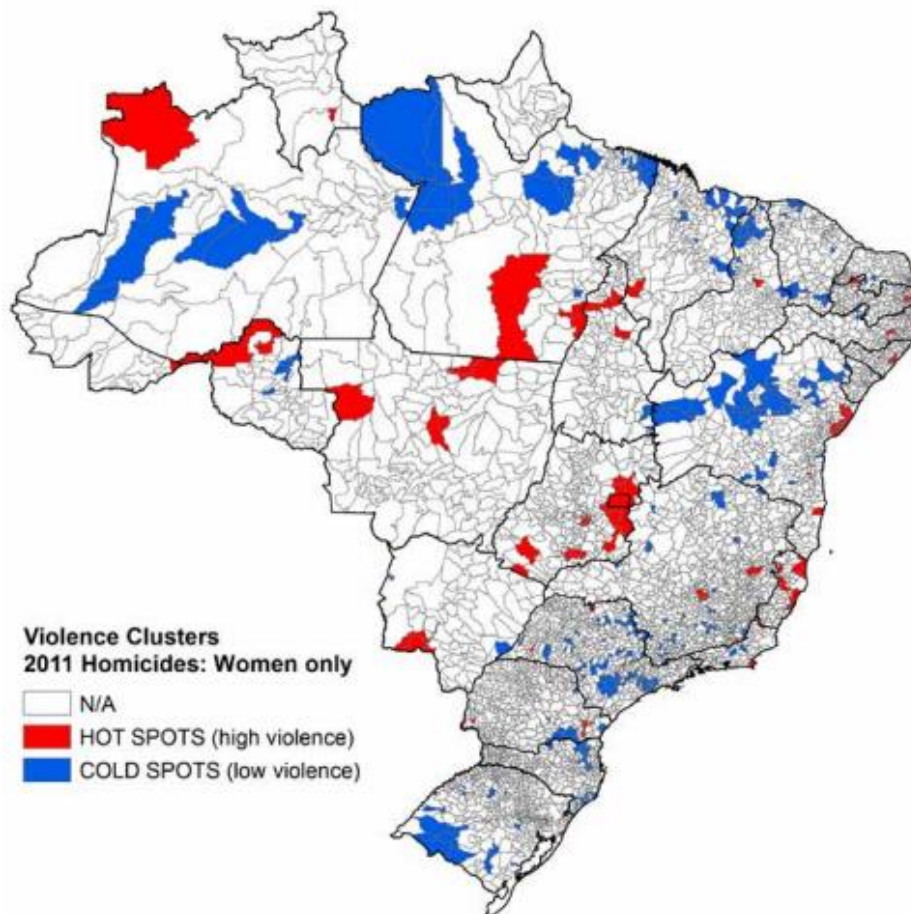 Violence Clusters
2011 Homicides: Women only
N/A
HOT SPOTS (high violence)
COLD SPOTS (low violence)